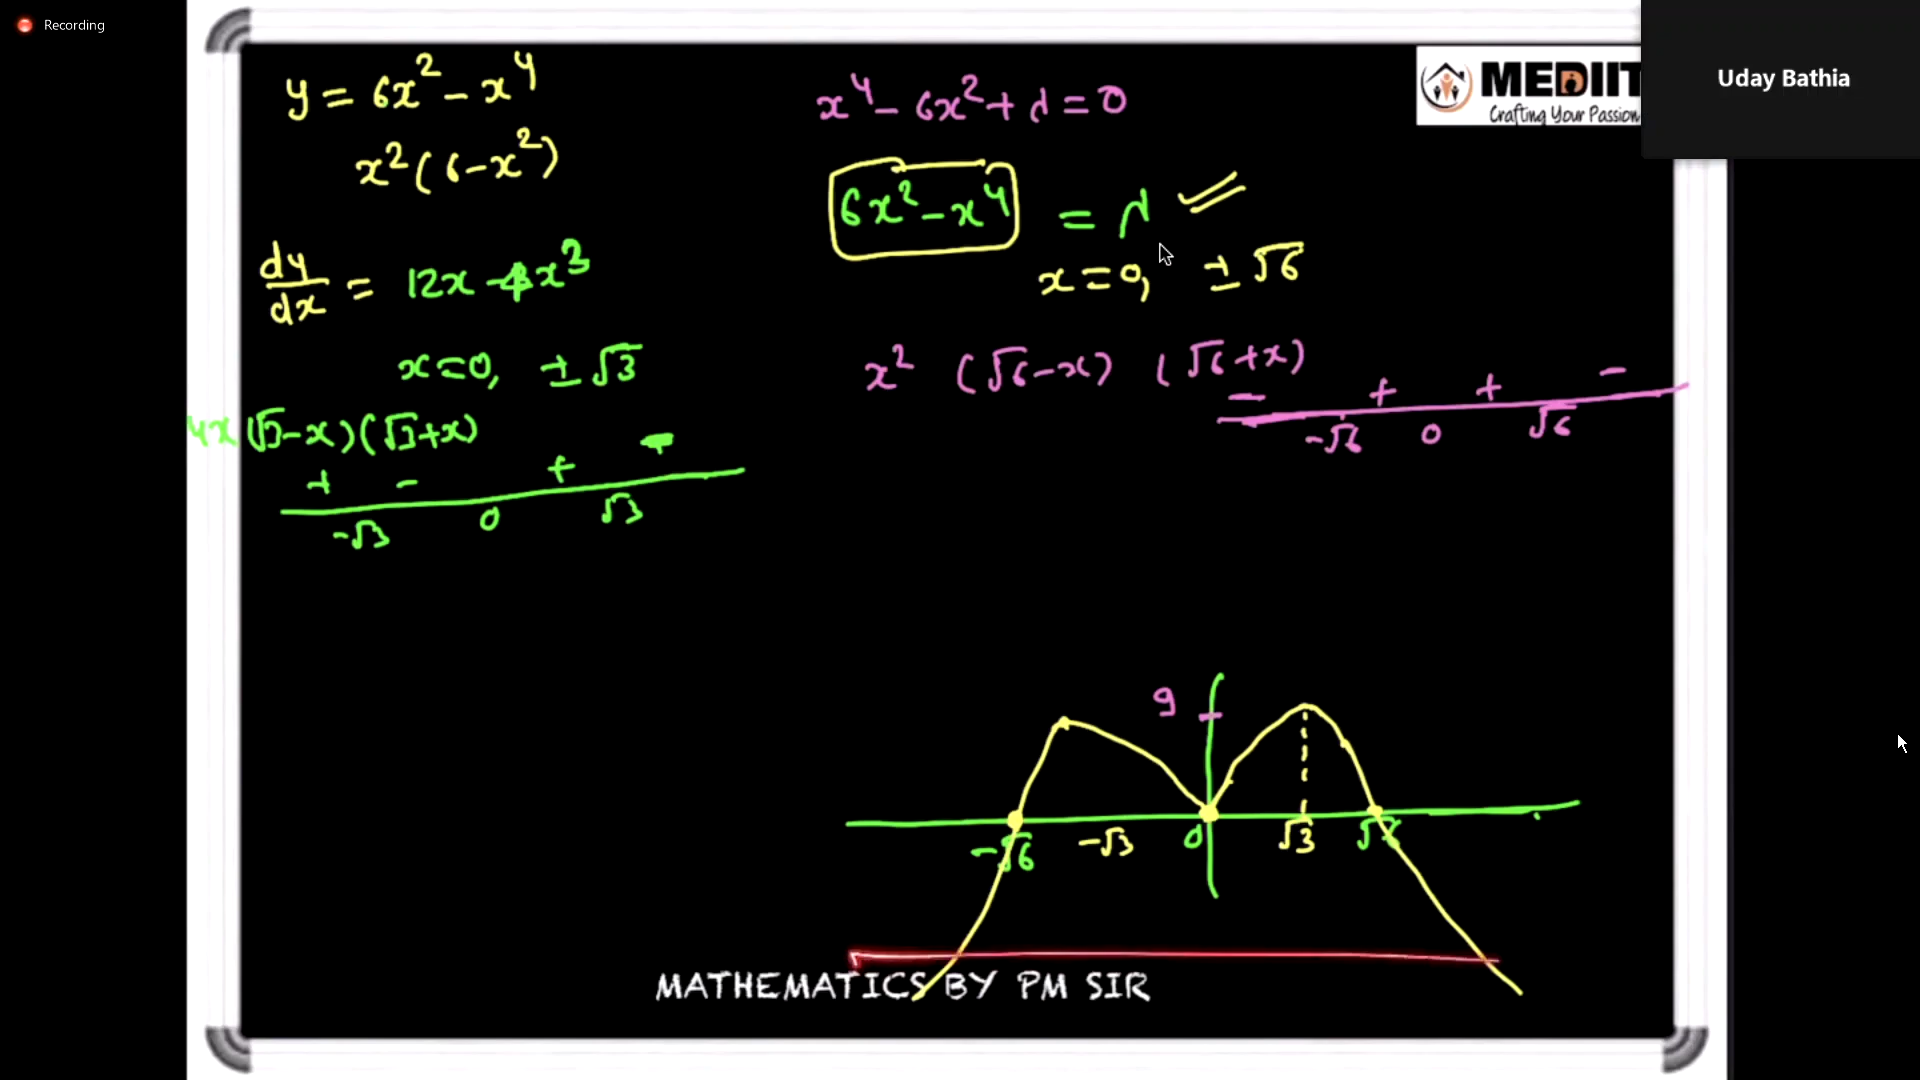 Recording
Uday Bathia
MEDIIT
Crafting Your Passion
y = 6x² - x⁴
x²(6-x²)
dy/dx = 12x - 4x³
x=0, ±√3
4x(√3-x)(√3+x)
+ - + -
-√3 0 √3
x⁴ - 6x² + λ = 0
6x² - x⁴ = λ
x=0, ±√6
x² (√6-x) (√6+x)
- + + -
-√6 0 √6
9
-√6 -√3 0 √3 √6
MATHEMATICS BY PM SIR